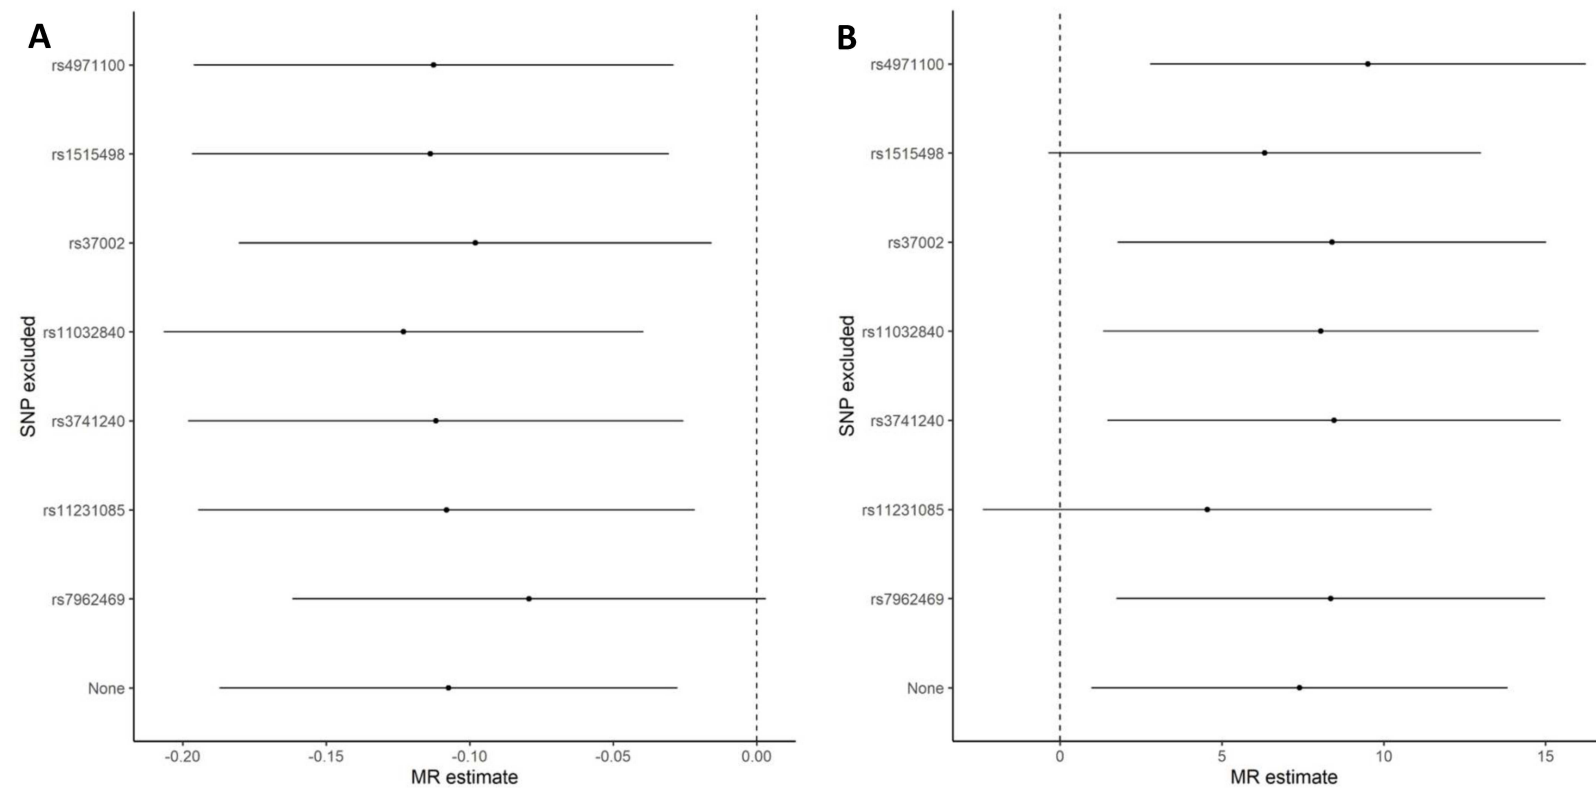 A
SNP excluded
rs4971100
rs1515498
rs37002
rs11032840
rs3741240
rs11231085
rs7962469
None
-0.20 -0.15 -0.10 -0.05 0.00
MR estimate
B
SNP excluded
rs4971100
rs1515498
rs37002
rs11032840
rs3741240
rs11231085
rs7962469
None
0 5 10 15
MR estimate